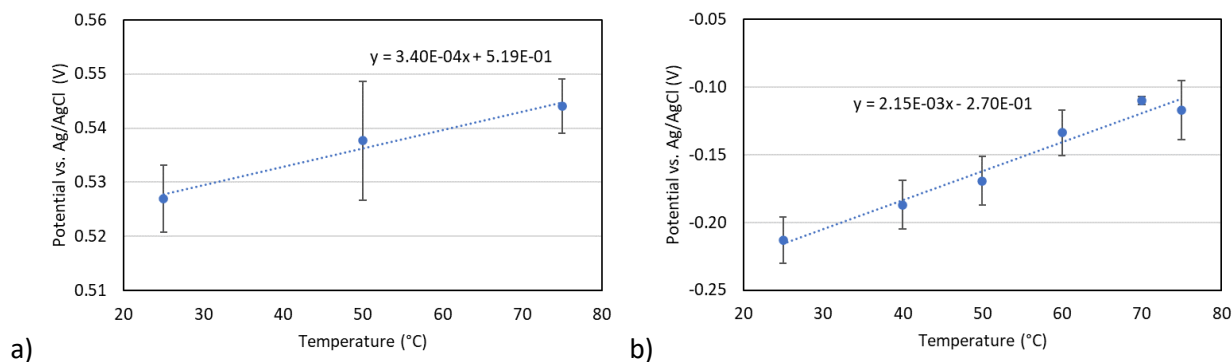 0.56
0.55
0.54
0.53
0.52
0.51
Potential vs. Ag/AgCl (V)
y = 3.40E-04x + 5.19E-01
20 30 40 50 60 70 80
Temperature (°C)
a)
-0.05
-0.10
-0.15
-0.20
-0.25
Potential vs. Ag/AgCl (V)
y = 2.15E-03x - 2.70E-01
20 30 40 50 60 70 80
Temperature (°C)
b)